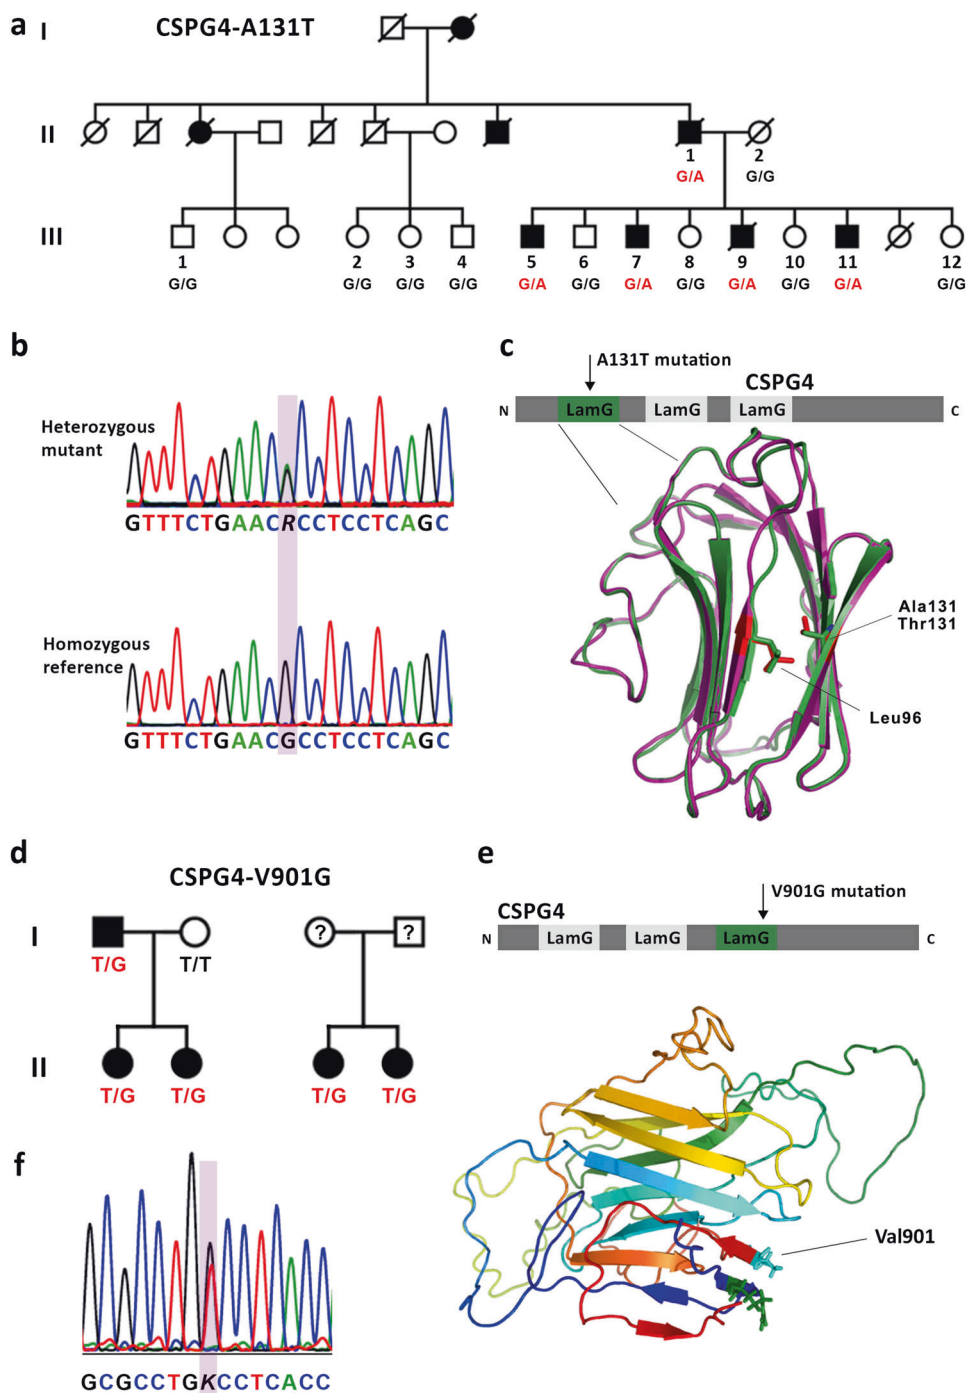 a
I
CSPG4-A131T
II
1 2
G/A G/G
III
1 2 3 4 5 6 7 8 9 10 11 12
G/G G/G G/G G/G G/A G/G G/A G/G G/A G/G G/A G/G
b
Heterozygous
mutant
GTTTCTGAACRCCTCCTCAGC
Homozygous
reference
GTTTCTGAACGCCTCCTCAGC
c
A131T mutation
CSPG4
N LamG LamG LamG C
Ala131
Thr131
Leu96
d
CSPG4-V901G
I
? ?
T/G T/T
II
T/G T/G T/G T/G
e
V901G mutation
CSPG4
N LamG LamG LamG C
Val901
f
GCGCCTGKCCTCACC